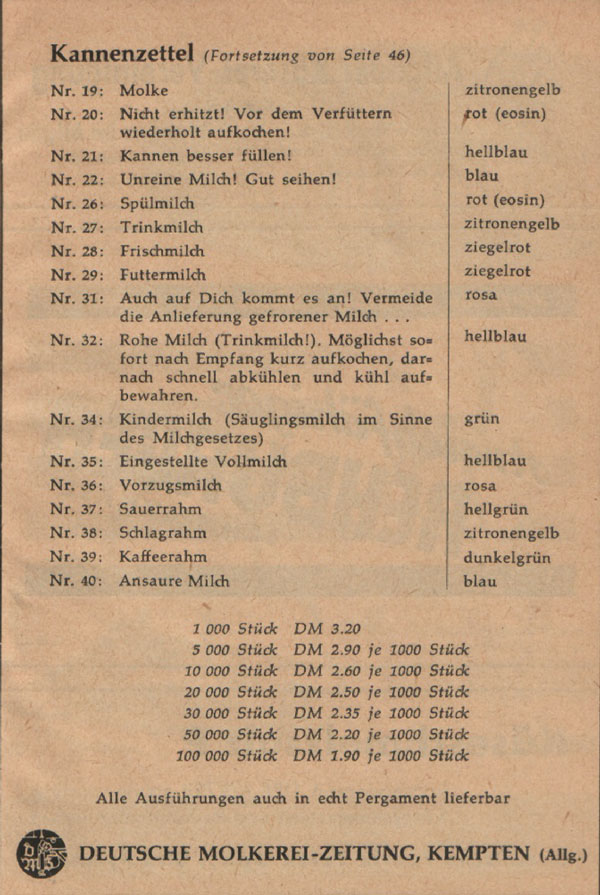 Kannenzettel (Fortsetzung von Seite 46)
Nr. 19: Molke zitronengelb
Nr. 20: Nicht erhitzt! Vor dem Verfüttern rot (eosin)
wiederholt aufkochen!
Nr. 21: Kannen besser füllen! hellblau
Nr. 22: Unreine Milch! Gut seihen! blau
Nr. 26: Spülmilch rot (eosin)
Nr. 27: Trinkmilch zitronengelb
Nr. 28: Frischmilch ziegelrot
Nr. 29: Futtermilch ziegelrot
Nr. 31: Auch auf Dich kommt es an! Vermeide rosa
die Anlieferung gefrorener Milch . . .
Nr. 32: Rohe Milch (Trinkmilch!). Möglichst so= hellblau
fort nach Empfang kurz aufkochen, dar=
nach schnell abkühlen und kühl auf=
bewahren.
Nr. 34: Kindermilch (Säuglingsmilch im Sinne grün
des Milchgesetzes)
Nr. 35: Eingestellte Vollmilch hellblau
Nr. 36: Vorzugsmilch rosa
Nr. 37: Sauerrahm hellgrün
Nr. 38: Schlagrahm zitronengelb
Nr. 39: Kaffeerahm dunkelgrün
Nr. 40: Ansaure Milch blau
1 000 Stück DM 3.20
5 000 Stück DM 2.90 je 1000 Stück
10 000 Stück DM 2.60 je 1000 Stück
20 000 Stück DM 2.50 je 1000 Stück
30 000 Stück DM 2.35 je 1000 Stück
50 000 Stück DM 2.20 je 1000 Stück
100 000 Stück DM 1.90 je 1000 Stück
Alle Ausführungen auch in echt Pergament lieferbar
DMZ DEUTSCHE MOLKEREI-ZEITUNG, KEMPTEN (Allg.)